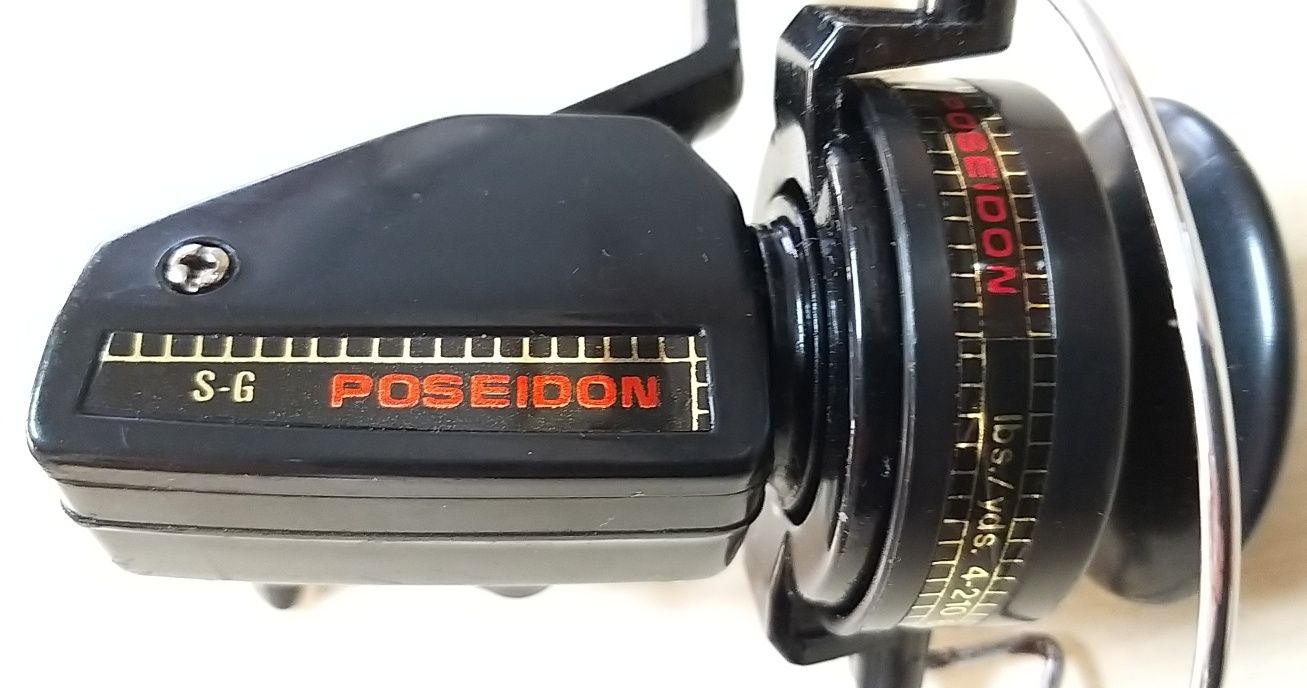 S-G POSEIDON
POSEIDON
lbs./yds. 4-210